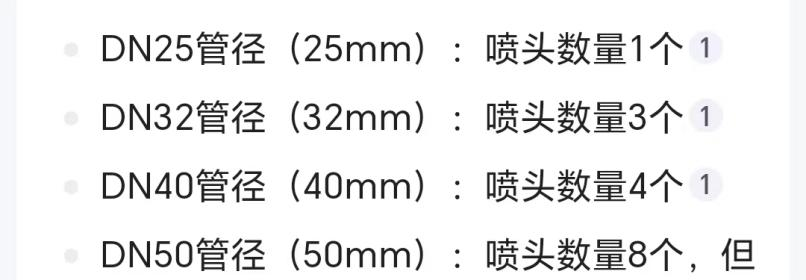 DN25管径（25mm）：喷头数量1个 1
DN32管径（32mm）：喷头数量3个 1
DN40管径（40mm）：喷头数量4个 1
DN50管径（50mm）：喷头数量8个，但